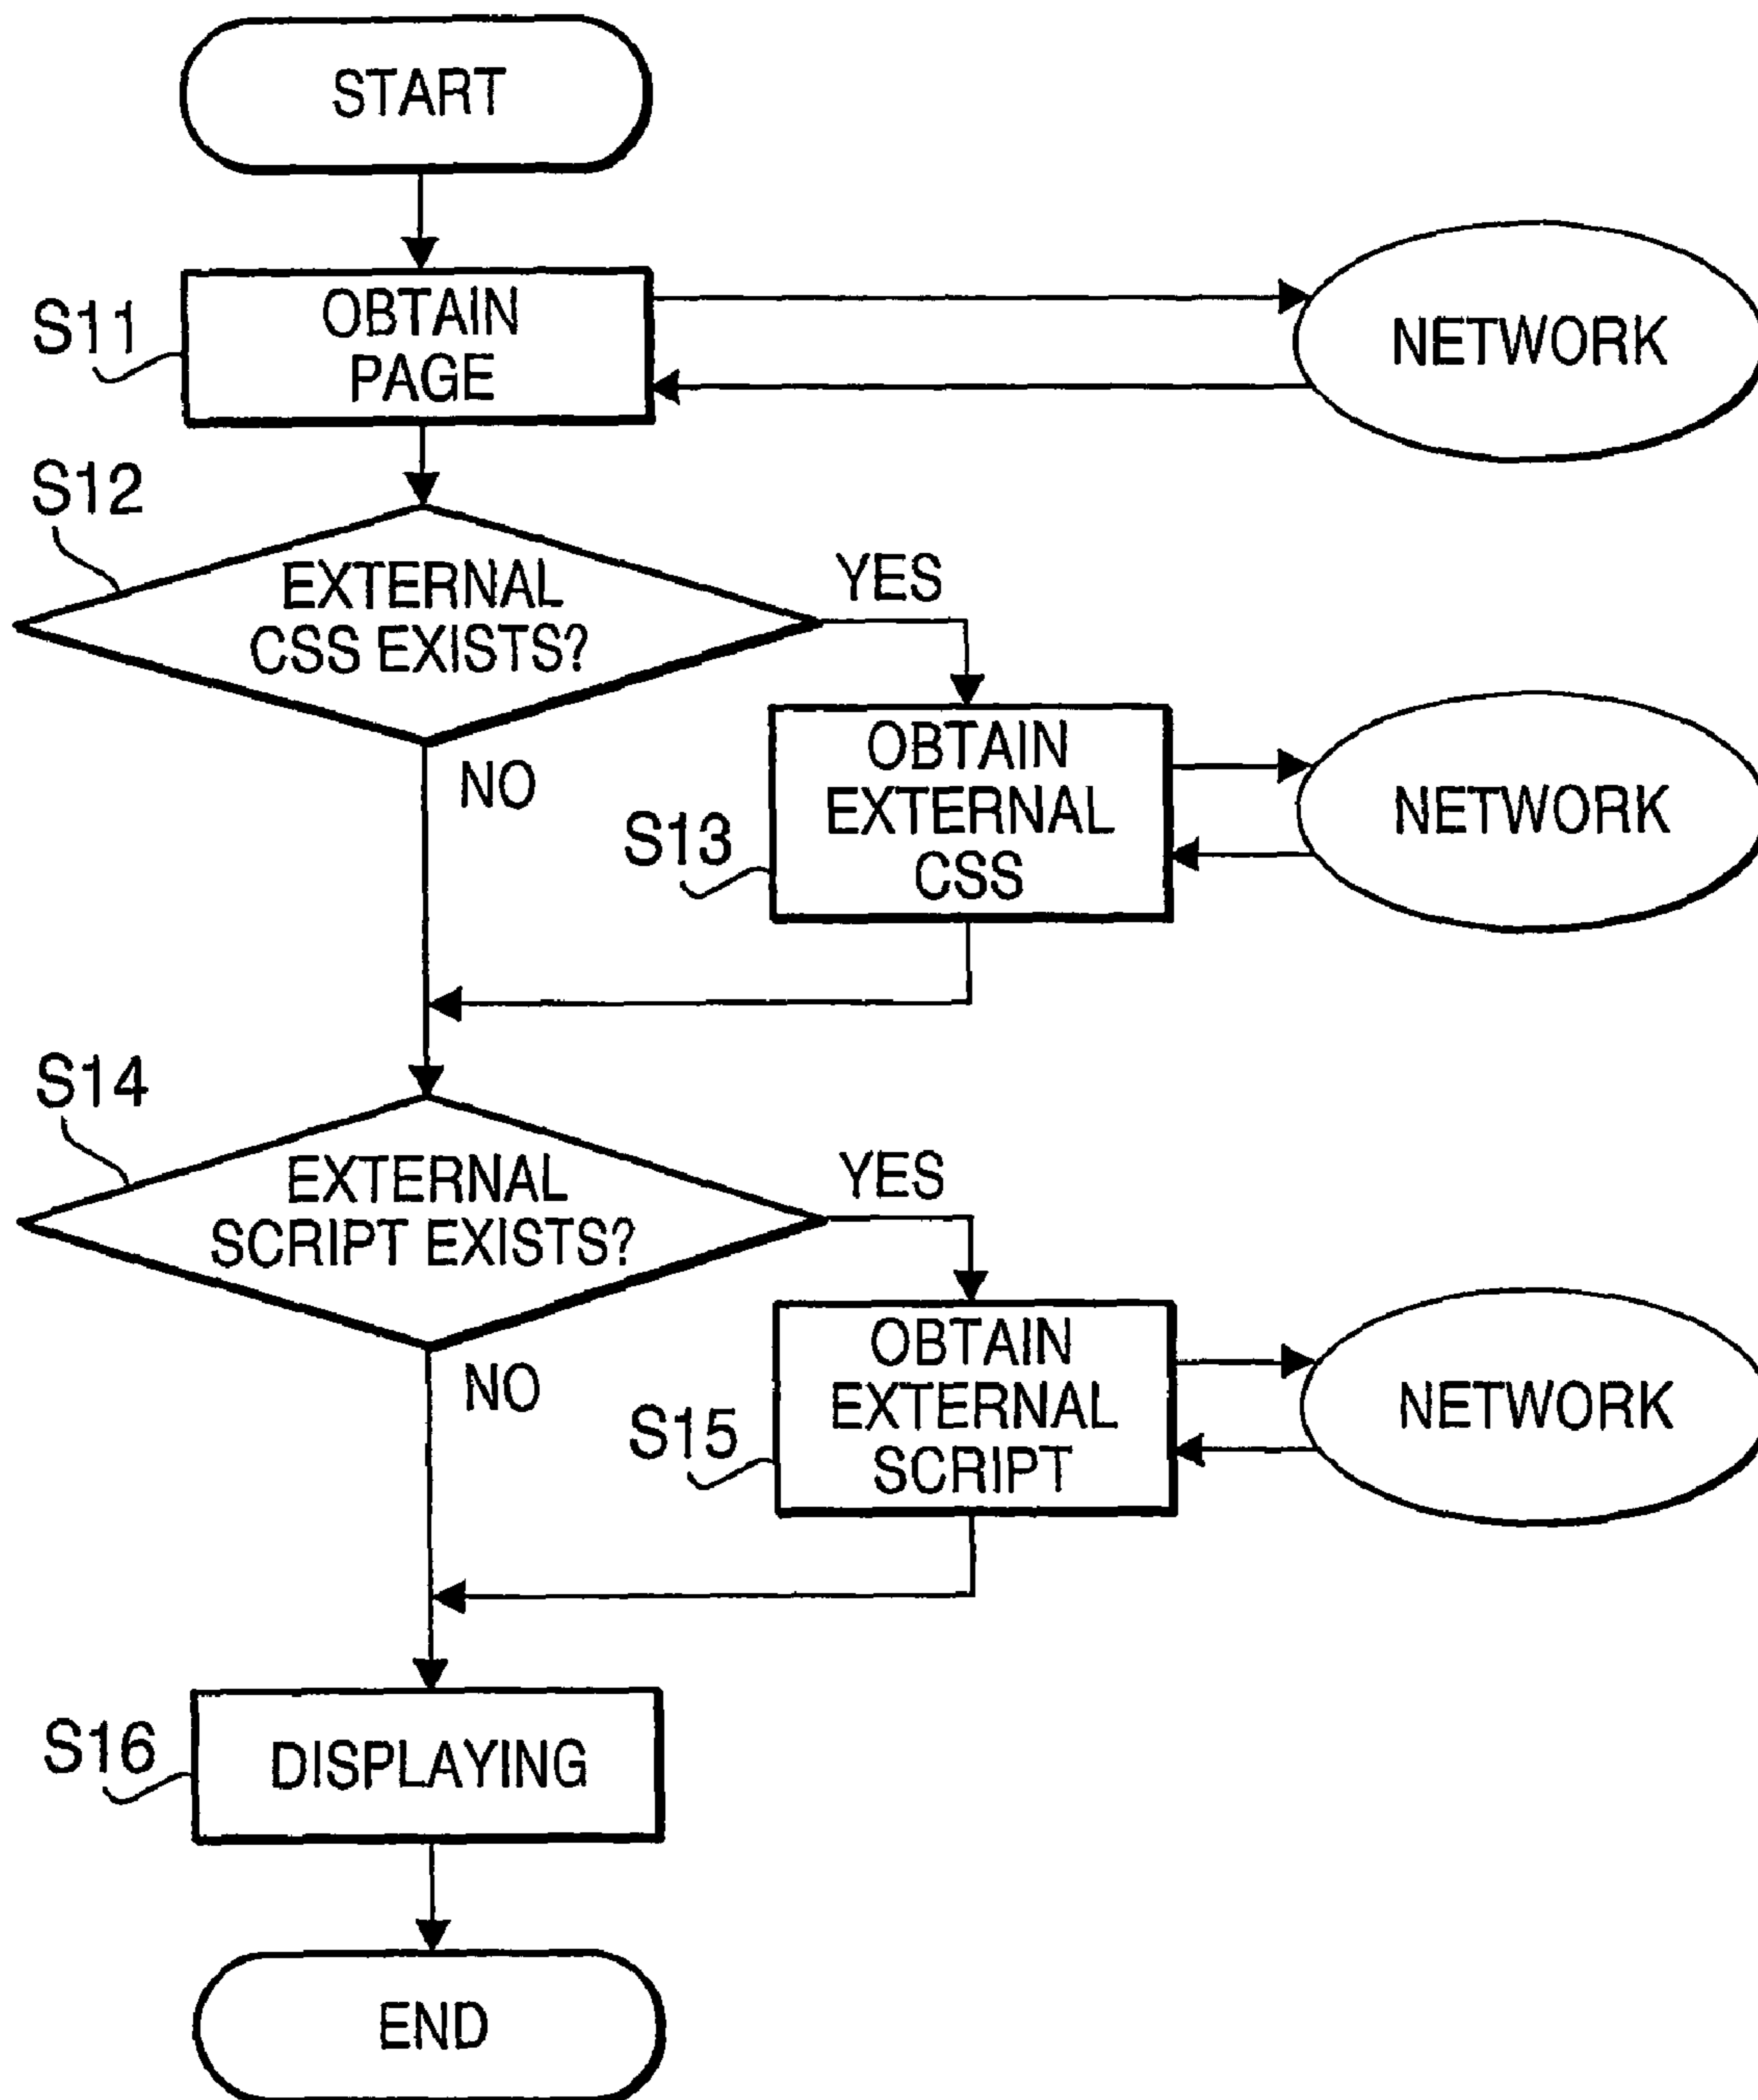 START
S11
OBTAIN
PAGE
NETWORK
S12
EXTERNAL
CSS EXISTS?
YES
NO
S13
OBTAIN
EXTERNAL
CSS
NETWORK
S14
EXTERNAL
SCRIPT EXISTS?
YES
NO
S15
OBTAIN
EXTERNAL
SCRIPT
NETWORK
S16
DISPLAYING
END